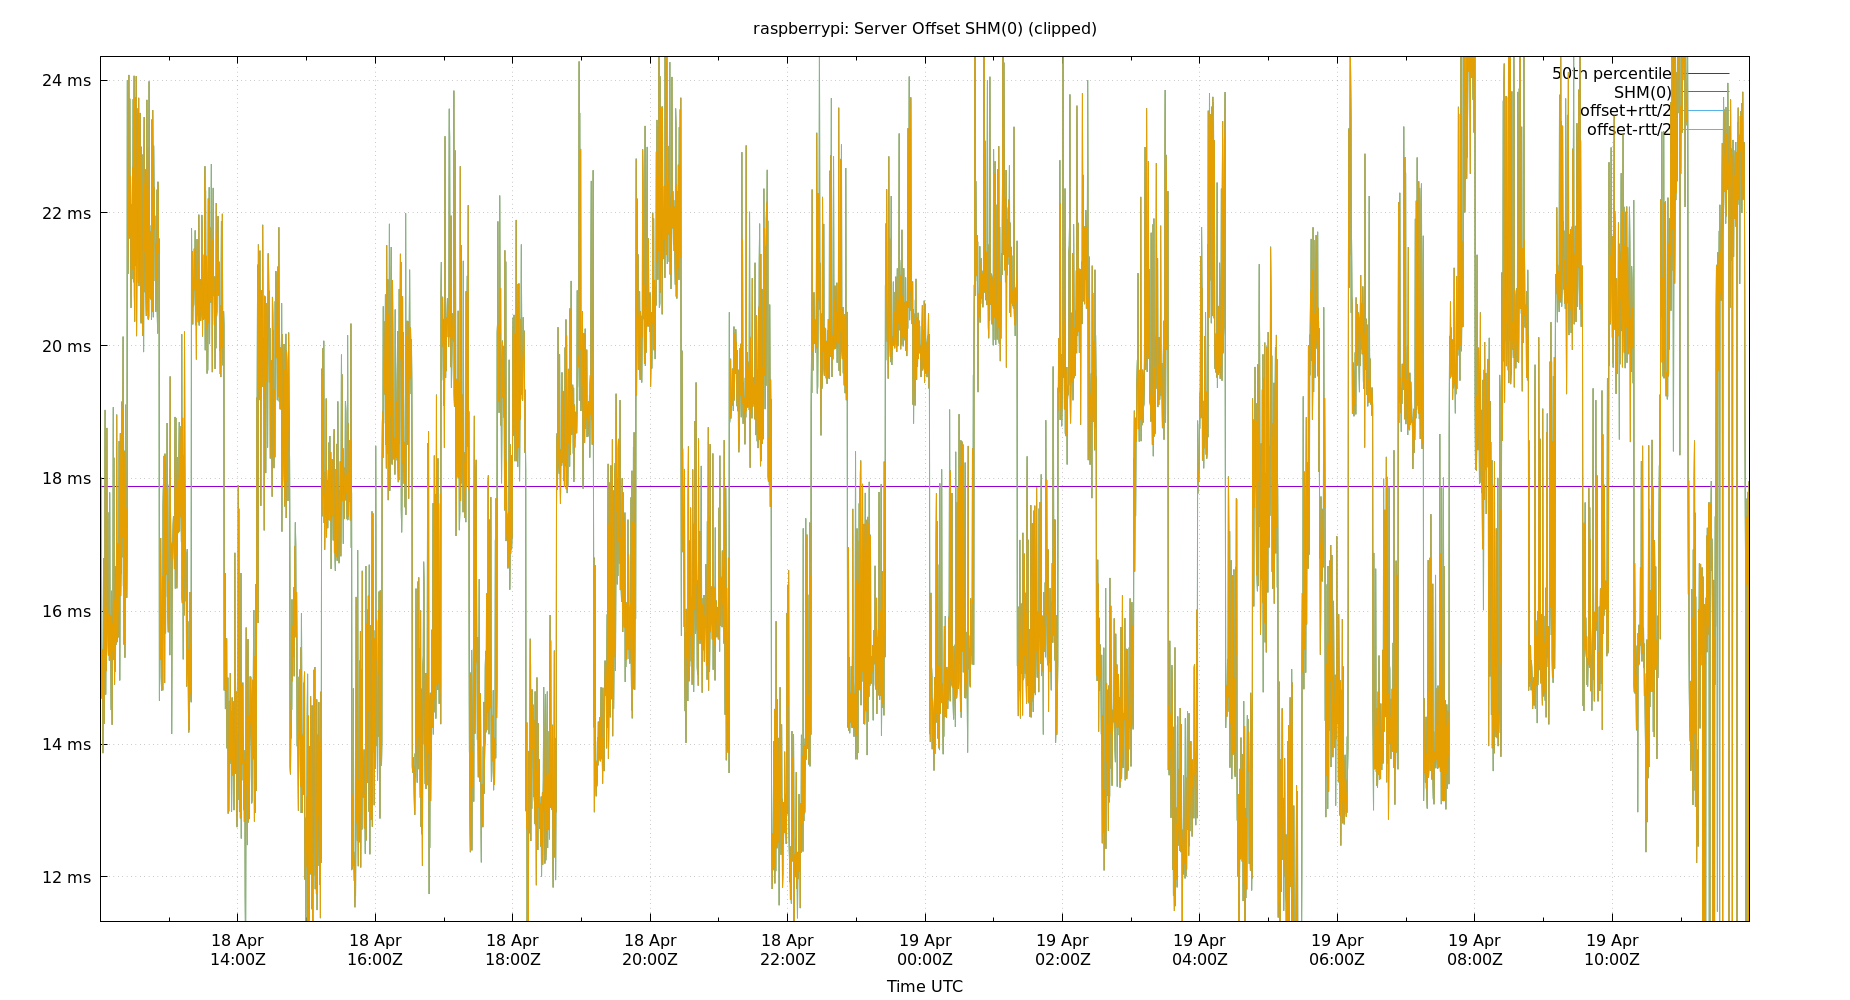 raspberrypi: Server Offset SHM(0) (clipped)
50th percentile
SHM(0)
offset+rtt/2
offset-rtt/2
24 ms
22 ms
20 ms
18 ms
16 ms
14 ms
12 ms
18 Apr 18 Apr 18 Apr 18 Apr 18 Apr 19 Apr 19 Apr 19 Apr 19 Apr 19 Apr 19 Apr
14:00Z 16:00Z 18:00Z 20:00Z 22:00Z 00:00Z 02:00Z 04:00Z 06:00Z 08:00Z 10:00Z
Time UTC